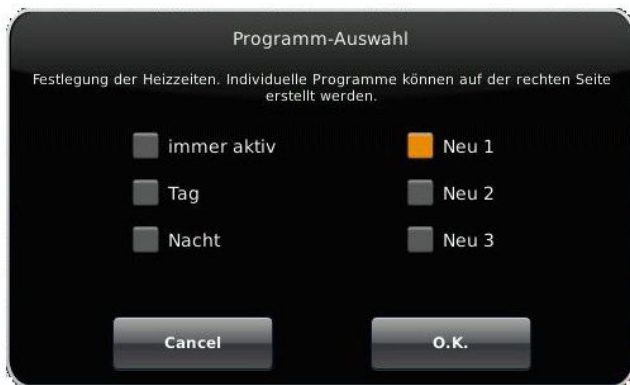 Programm-Auswahl
Festlegung der Heizzeiten. Individuelle Programme können auf der rechten Seite
erstellt werden.
immer aktiv
Neu 1
Tag
Neu 2
Nacht
Neu 3
Cancel
O.K.